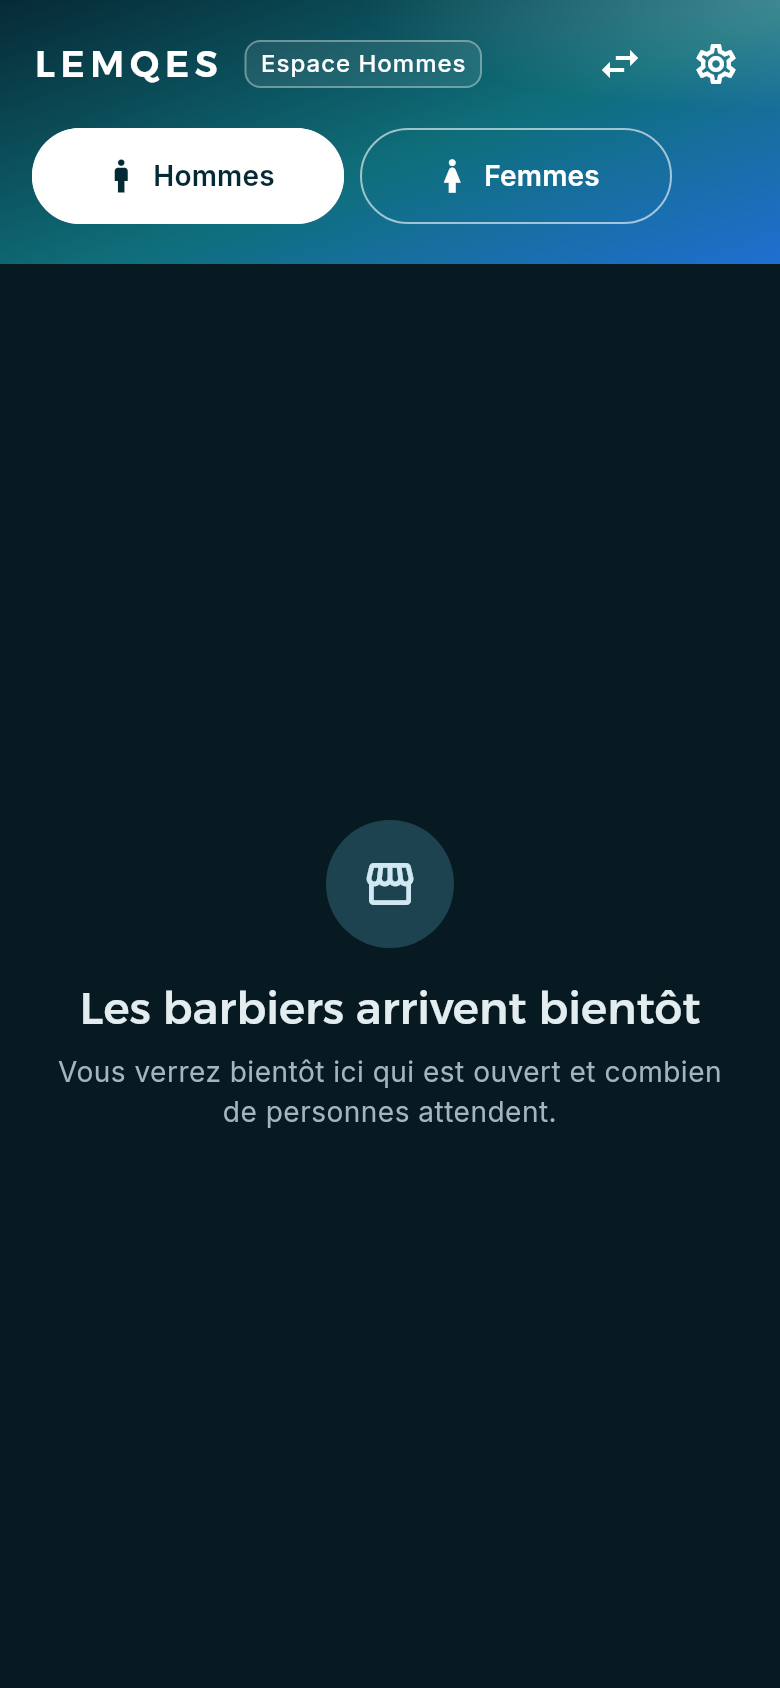 LEMQES
Espace Hommes
Hommes
Femmes
Les barbiers arrivent bientôt
Vous verrez bientôt ici qui est ouvert et combien
de personnes attendent.